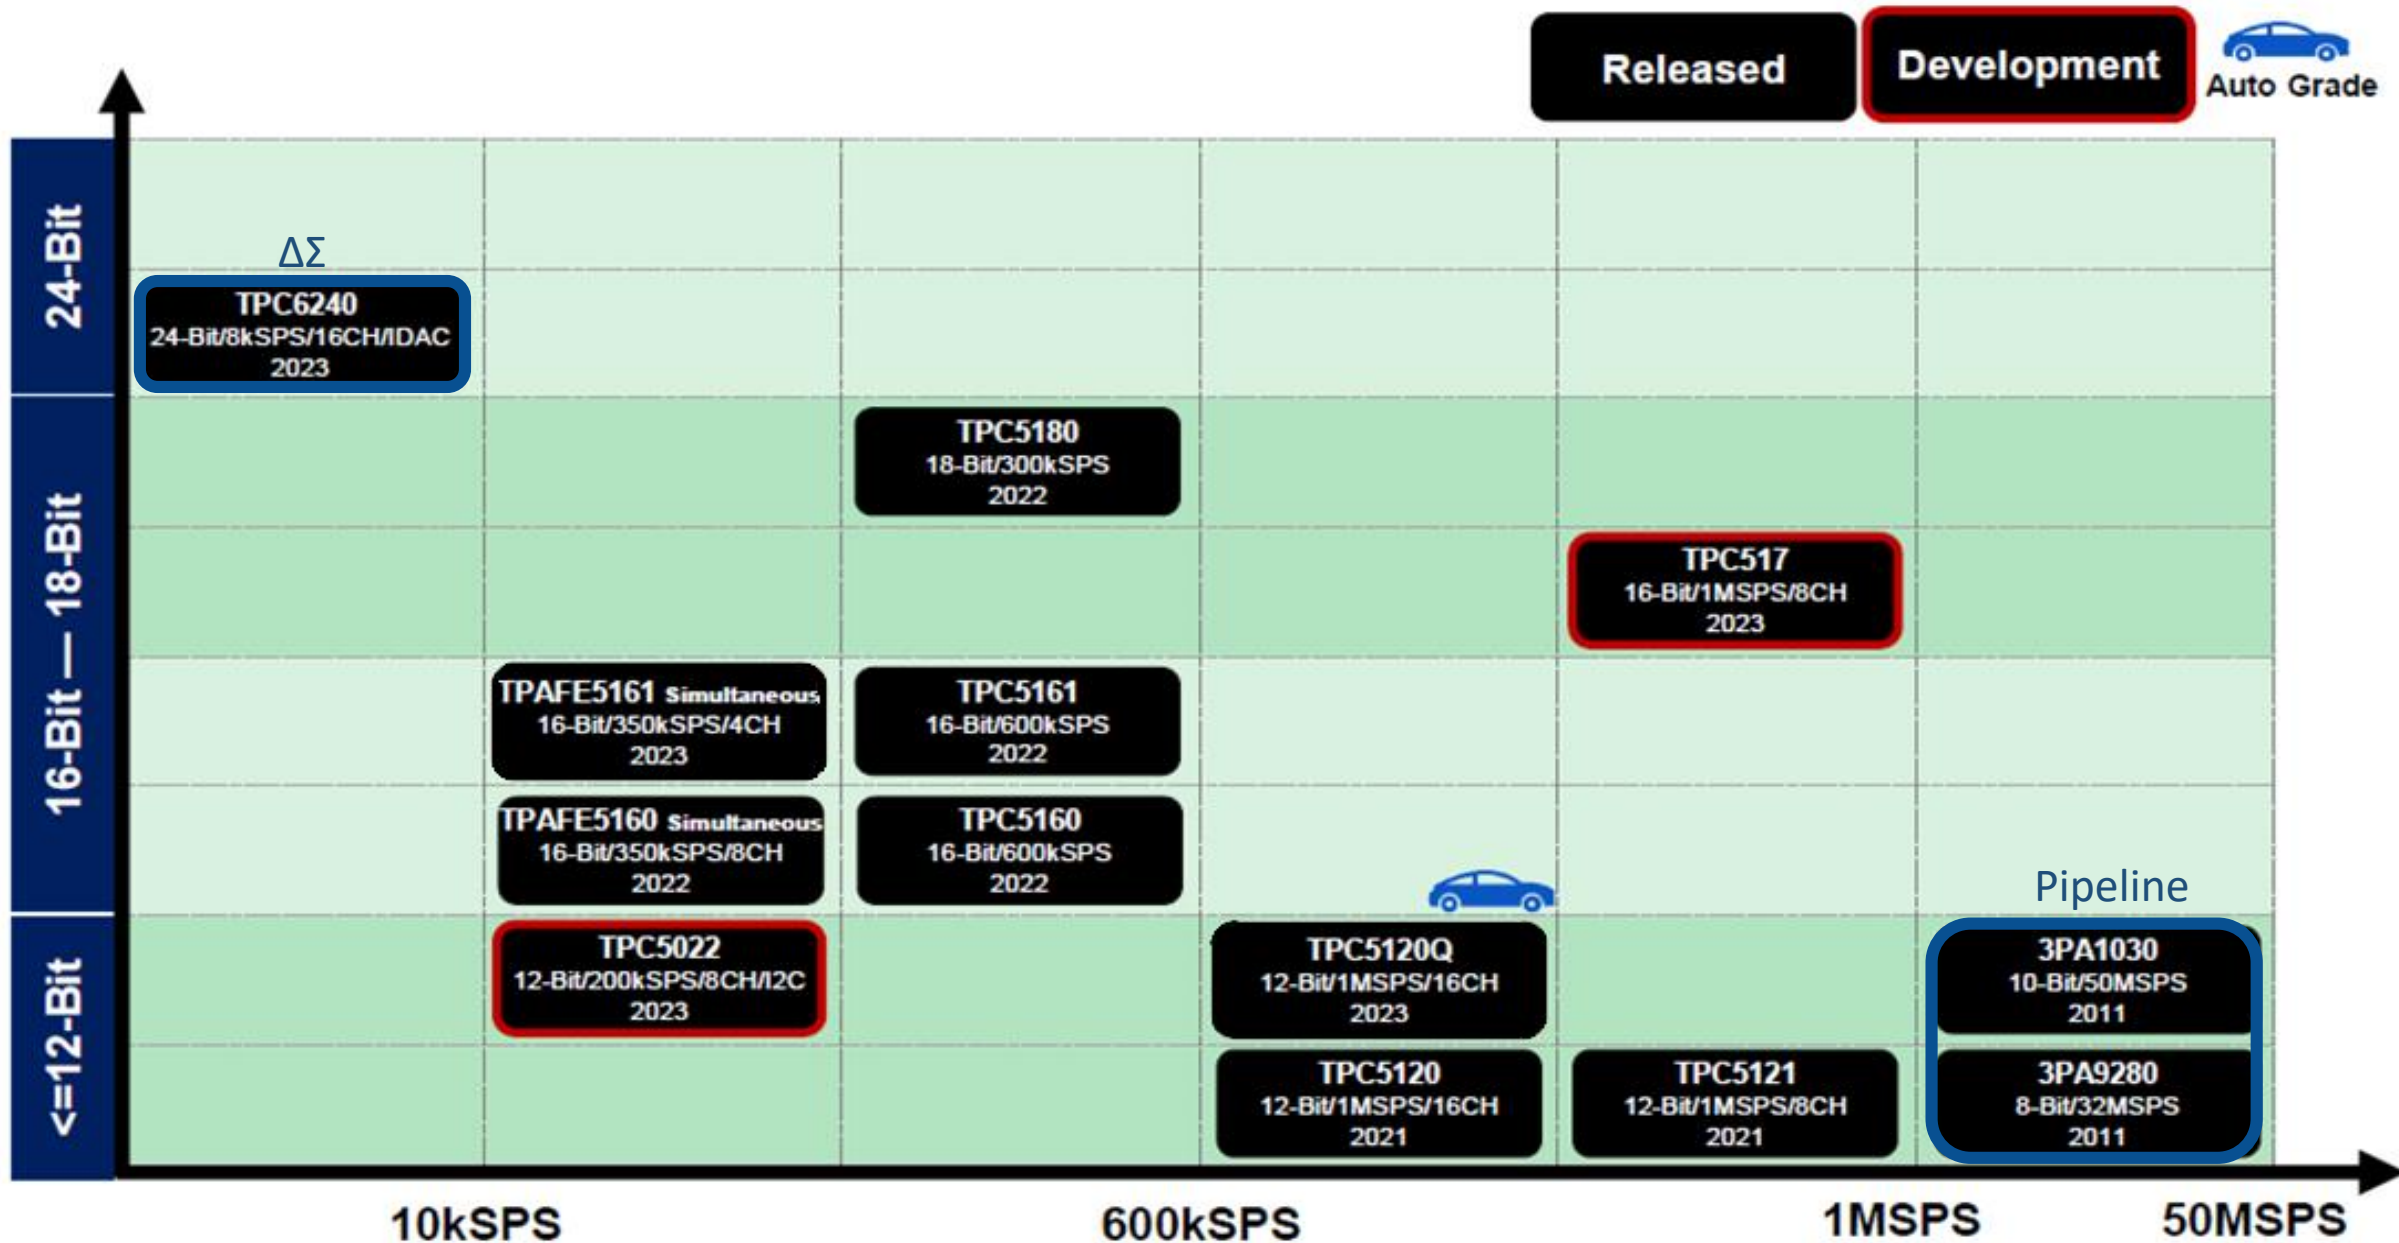 Released
Development
Auto Grade
24-Bit
ΔΣ
TPC6240
24-Bit/8kSPS/16CH/IDAC
2023
16-Bit — 18-Bit
TPC5180
18-Bit/300kSPS
2022
TPC517
16-Bit/1MSPS/8CH
2023
TPAFE5161 Simultaneous
16-Bit/350kSPS/4CH
2023
TPC5161
16-Bit/600kSPS
2022
TPAFE5160 Simultaneous
16-Bit/350kSPS/8CH
2022
TPC5160
16-Bit/600kSPS
2022
Pipeline
<=12-Bit
TPC5022
12-Bit/200kSPS/8CH/I2C
2023
TPC5120Q
12-Bit/1MSPS/16CH
2023
3PA1030
10-Bit/50MSPS
2011
TPC5120
12-Bit/1MSPS/16CH
2021
TPC5121
12-Bit/1MSPS/8CH
2021
3PA9280
8-Bit/32MSPS
2011
10kSPS
600kSPS
1MSPS
50MSPS